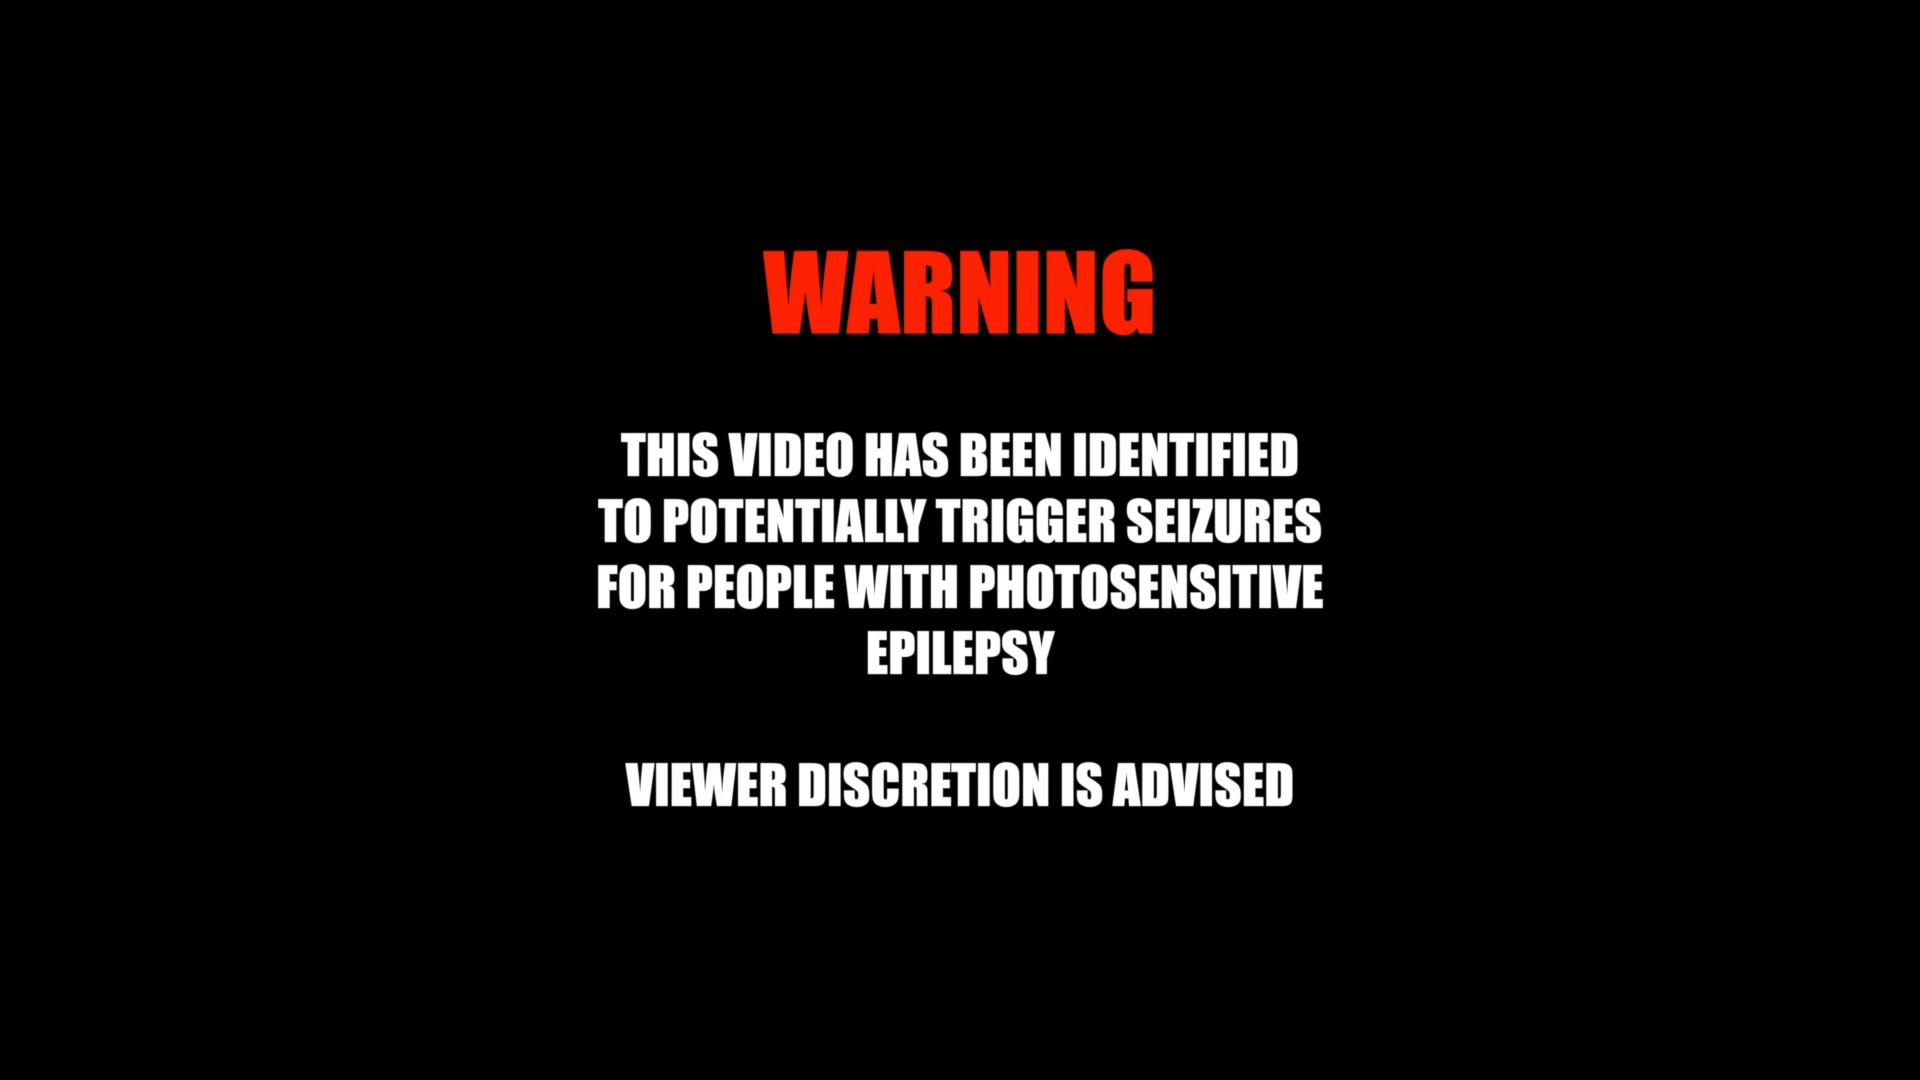 WARNING
THIS VIDEO HAS BEEN IDENTIFIED
TO POTENTIALLY TRIGGER SEIZURES
FOR PEOPLE WITH PHOTOSENSITIVE
EPILEPSY
VIEWER DISCRETION IS ADVISED